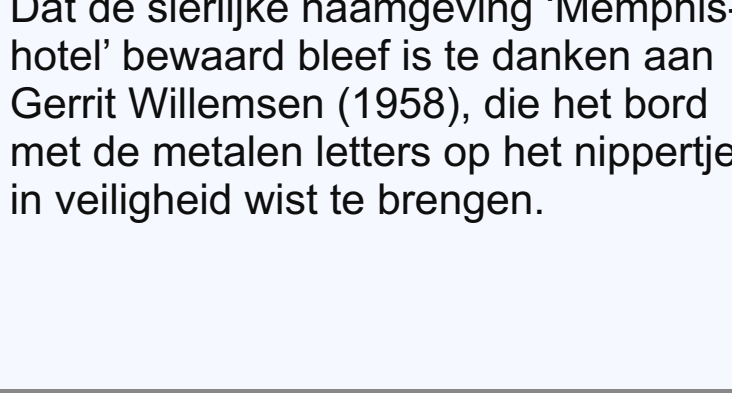 Dat de sierlijke naamgeving ‘Memphis-
hotel’ bewaard bleef is te danken aan
Gerrit Willemsen (1958), die het bord
met de metalen letters op het nippertje
in veiligheid wist te brengen.